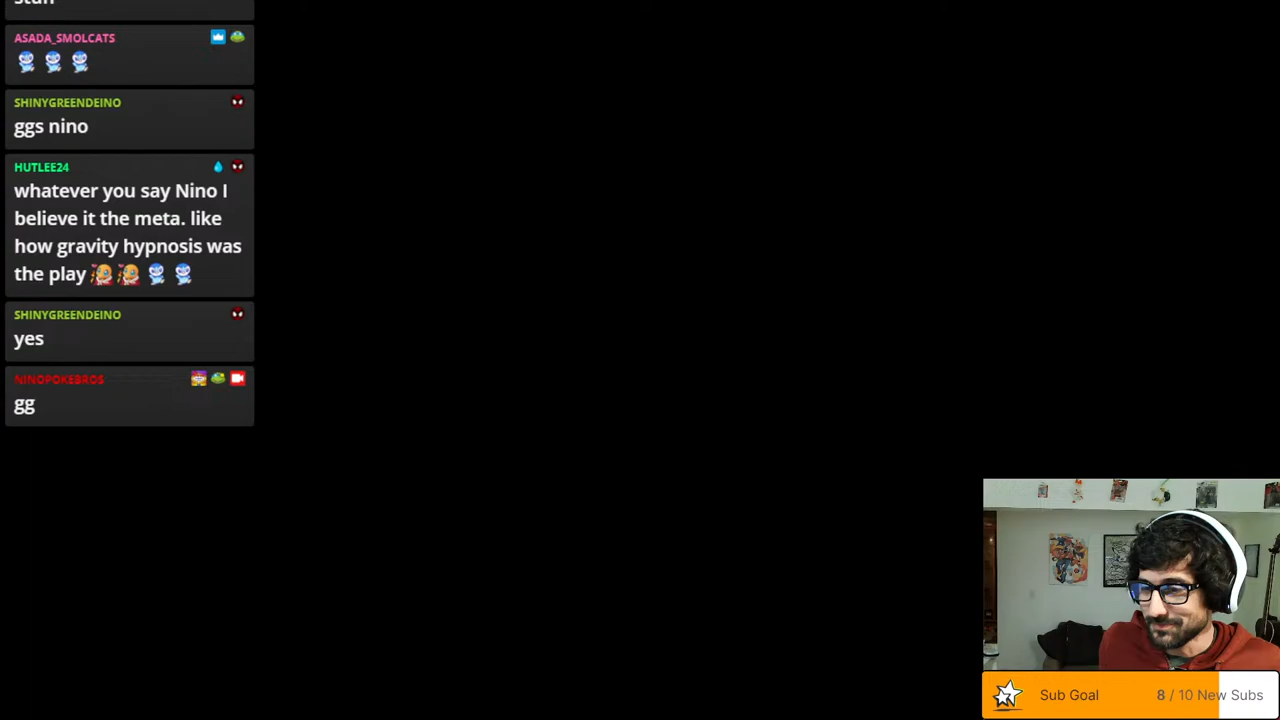 ASADA_SMOLCATS
SHINYGREENDEINO
ggs nino
HUTLEE24
whatever you say Nino I
believe it the meta. like
how gravity hypnosis was
the play
SHINYGREENDEINO
yes
NINOPOKEBROS
gg
Sub Goal 8 / 10 New Subs